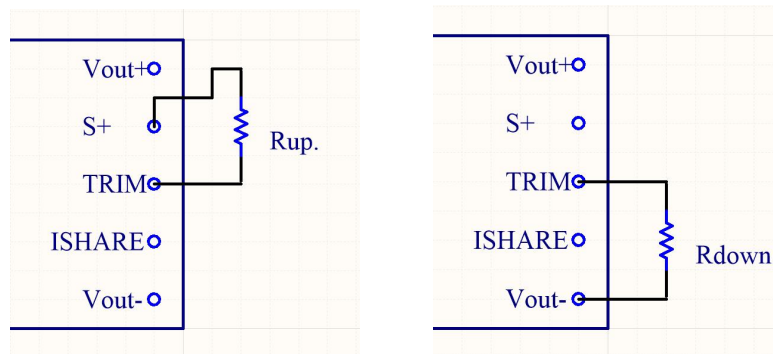 Vout+
S+
TRIM
ISHARE
Vout-
Rup.
Vout+
S+
TRIM
ISHARE
Vout-
Rdown